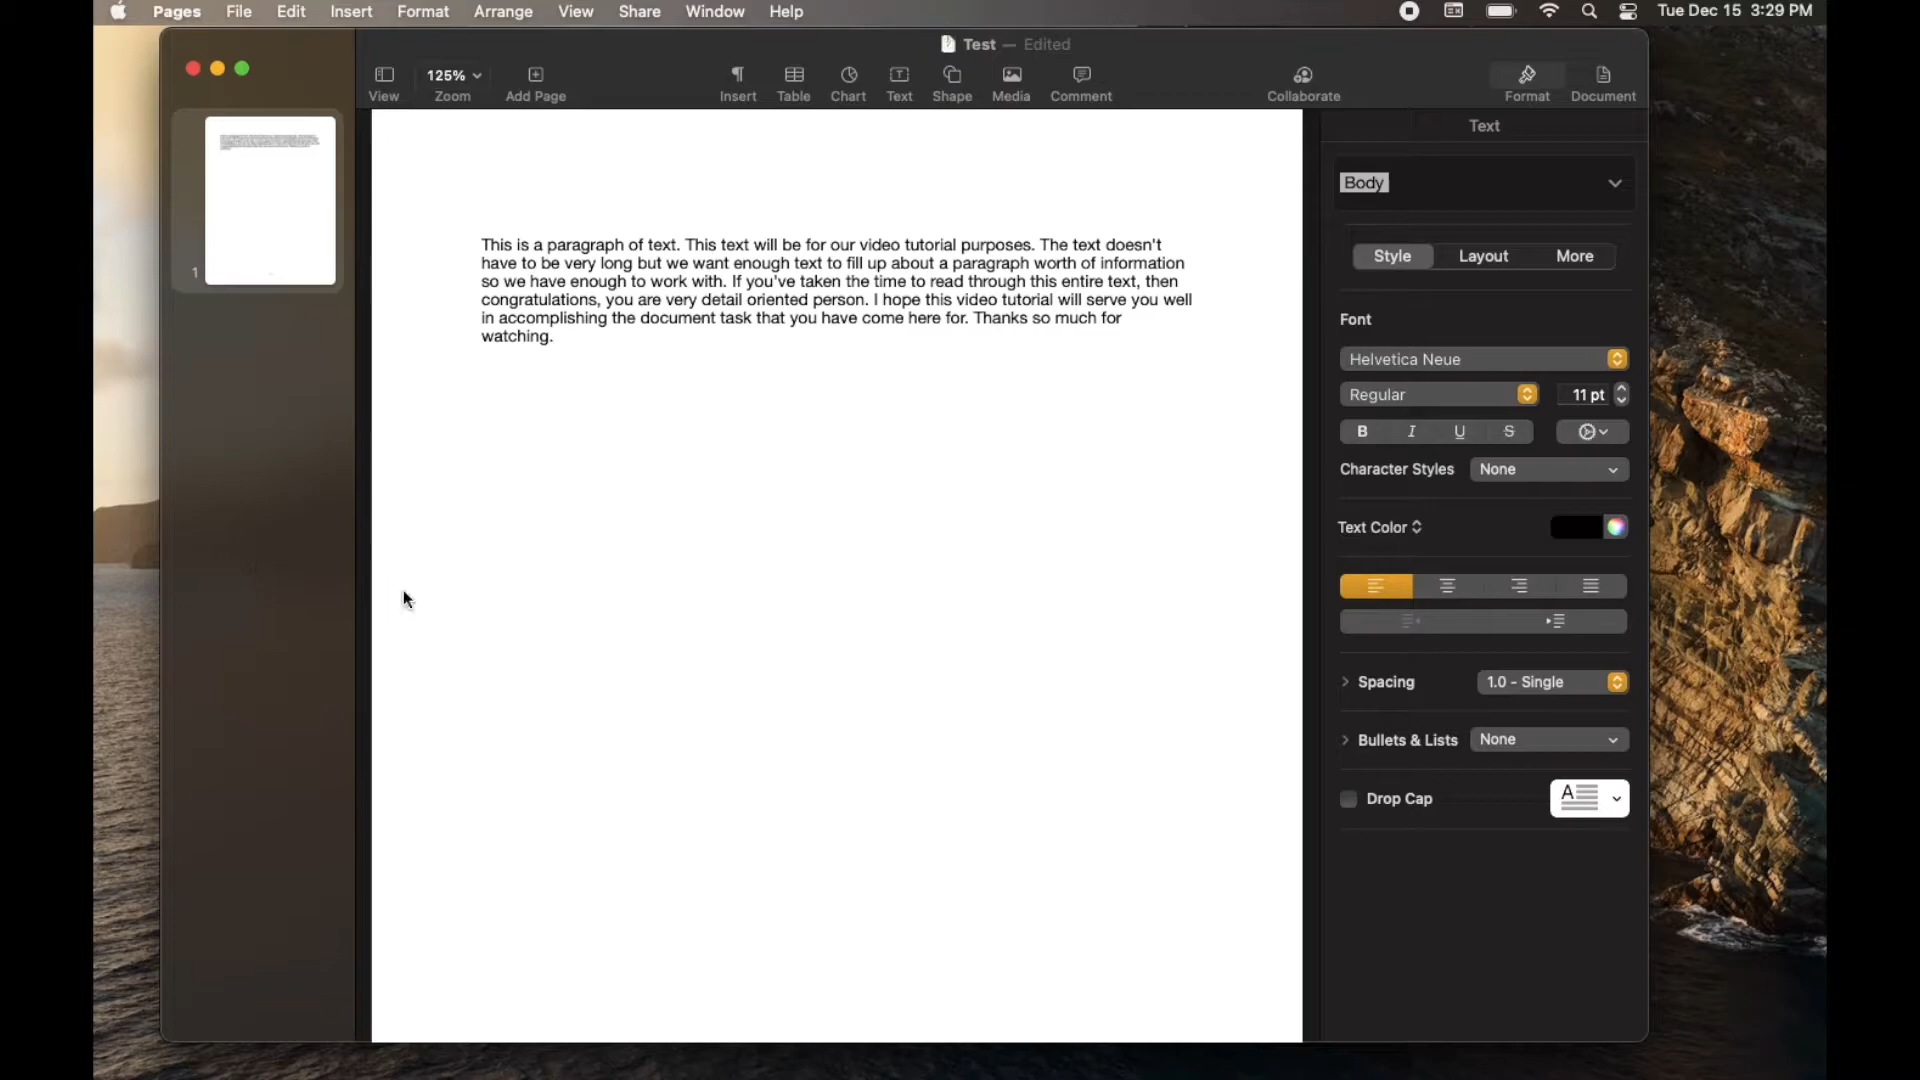 Pages File Edit Insert Format Arrange View Share Window Help Tue Dec 15 3:29 PM
Test — Edited
125%
View Zoom Add Page Insert Table Chart Text Shape Media Comment Collaborate Format Document
Text
Body
Style Layout More
Font
Helvetica Neue
Regular 11 pt
B I U S
Character Styles None
Text Color
Spacing 1.0 - Single
Bullets & Lists None
Drop Cap A
1
This is a paragraph of text. This text will be for our video tutorial purposes. The text doesn't
have to be very long but we want enough text to fill up about a paragraph worth of information
so we have enough to work with. If you've taken the time to read through this entire text, then
congratulations, you are very detail oriented person. I hope this video tutorial will serve you well
in accomplishing the document task that you have come here for. Thanks so much for
watching.